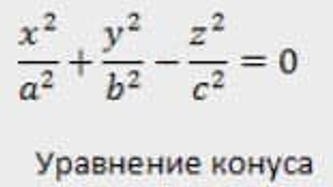 x²/a² + y²/b² − z²/c² = 0
Уравнение конуса